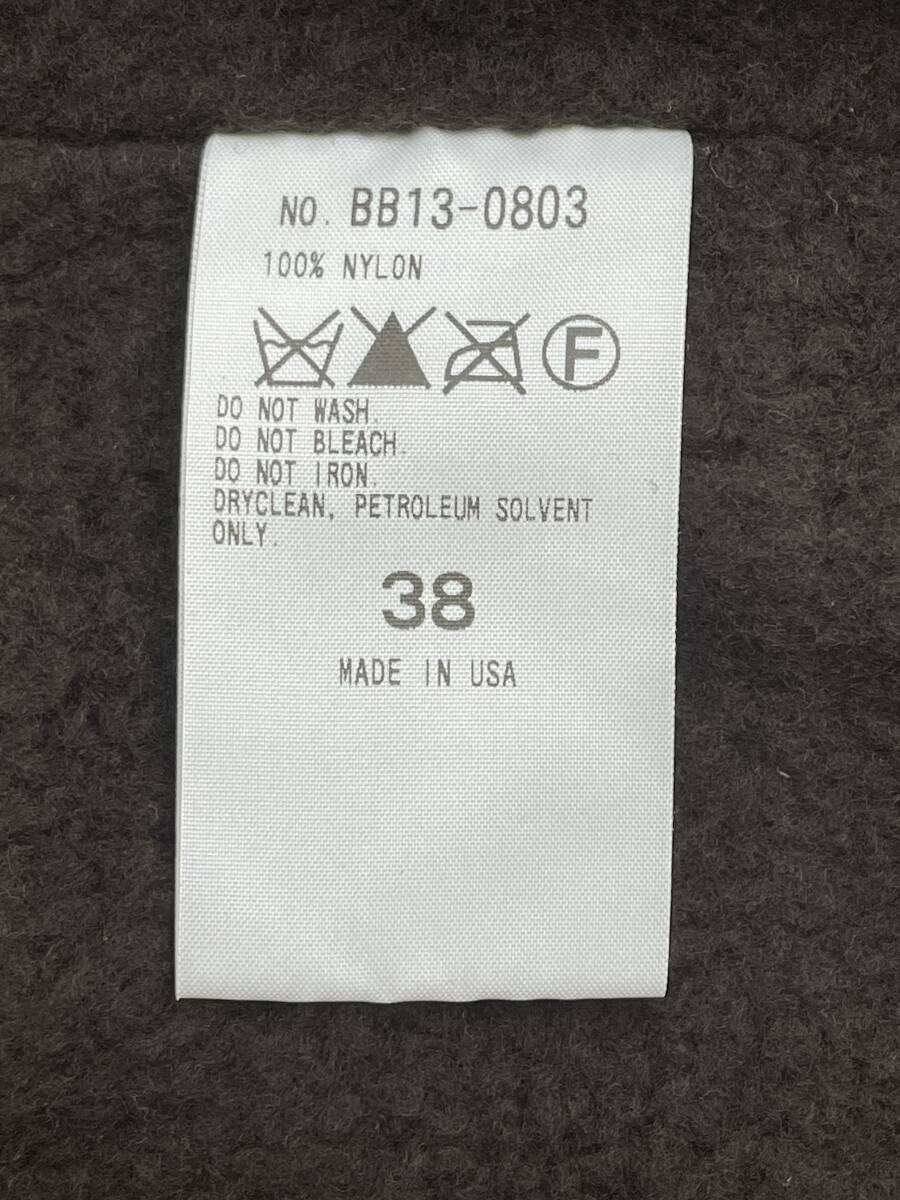 NO. BB13-0803
100% NYLON
F
DO NOT WASH.
DO NOT BLEACH.
DO NOT IRON.
DRYCLEAN, PETROLEUM SOLVENT
ONLY.
38
MADE IN USA